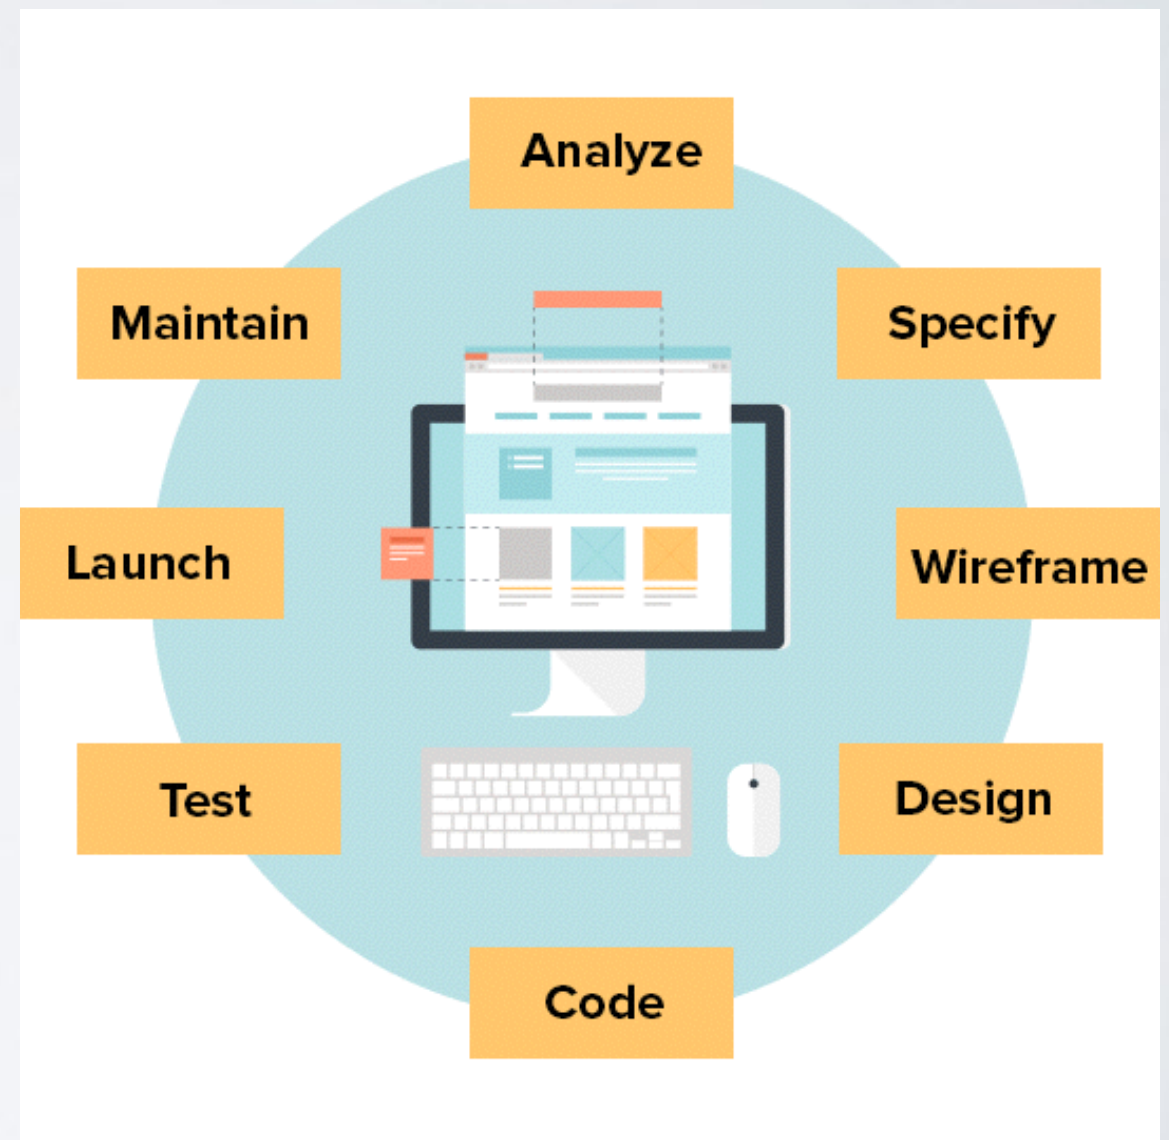 Analyze
Specify
Wireframe
Design
Code
Test
Launch
Maintain